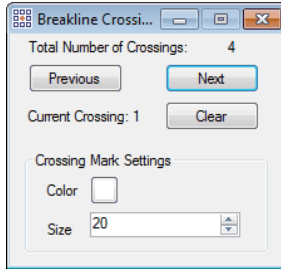 Breakline Crossi...
Total Number of Crossings: 4
Previous Next
Current Crossing: 1 Clear
Crossing Mark Settings
Color
Size 20